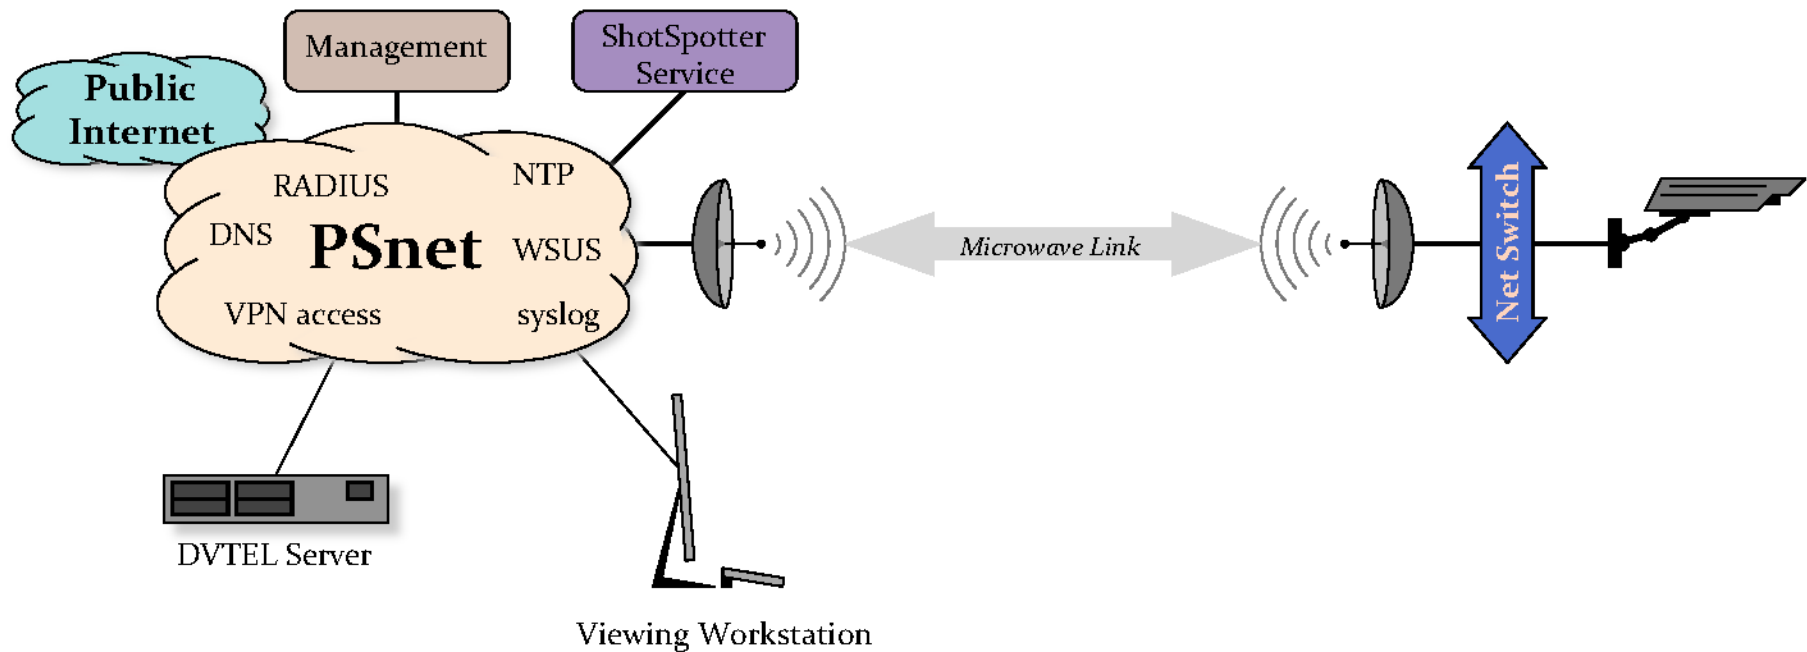 Management
ShotSpotter
Service
Public
Internet
RADIUS
NTP
DNS
PSnet
WSUS
VPN access
syslog
Microwave Link
Net Switch
DVTEL Server
Viewing Workstation